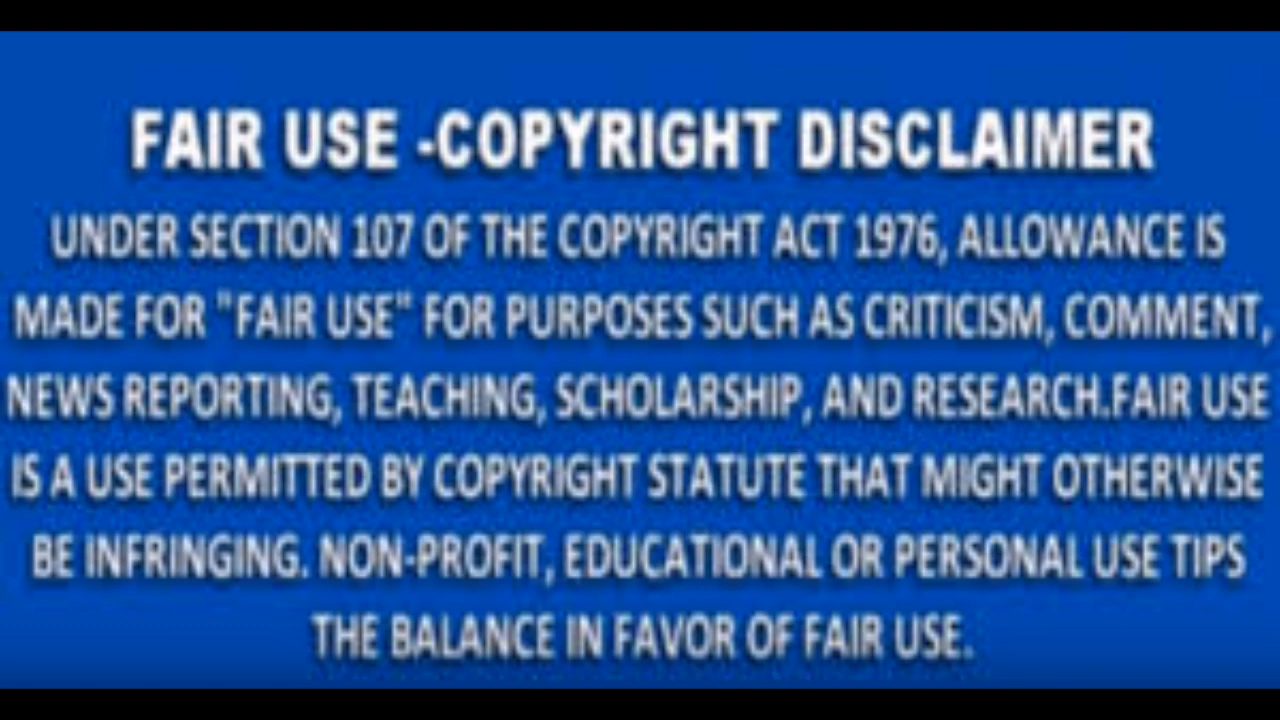 FAIR USE -COPYRIGHT DISCLAIMER
UNDER SECTION 107 OF THE COPYRIGHT ACT 1976, ALLOWANCE IS
MADE FOR "FAIR USE" FOR PURPOSES SUCH AS CRITICISM, COMMENT,
NEWS REPORTING, TEACHING, SCHOLARSHIP, AND RESEARCH.FAIR USE
IS A USE PERMITTED BY COPYRIGHT STATUTE THAT MIGHT OTHERWISE
BE INFRINGING. NON-PROFIT, EDUCATIONAL OR PERSONAL USE TIPS
THE BALANCE IN FAVOR OF FAIR USE.